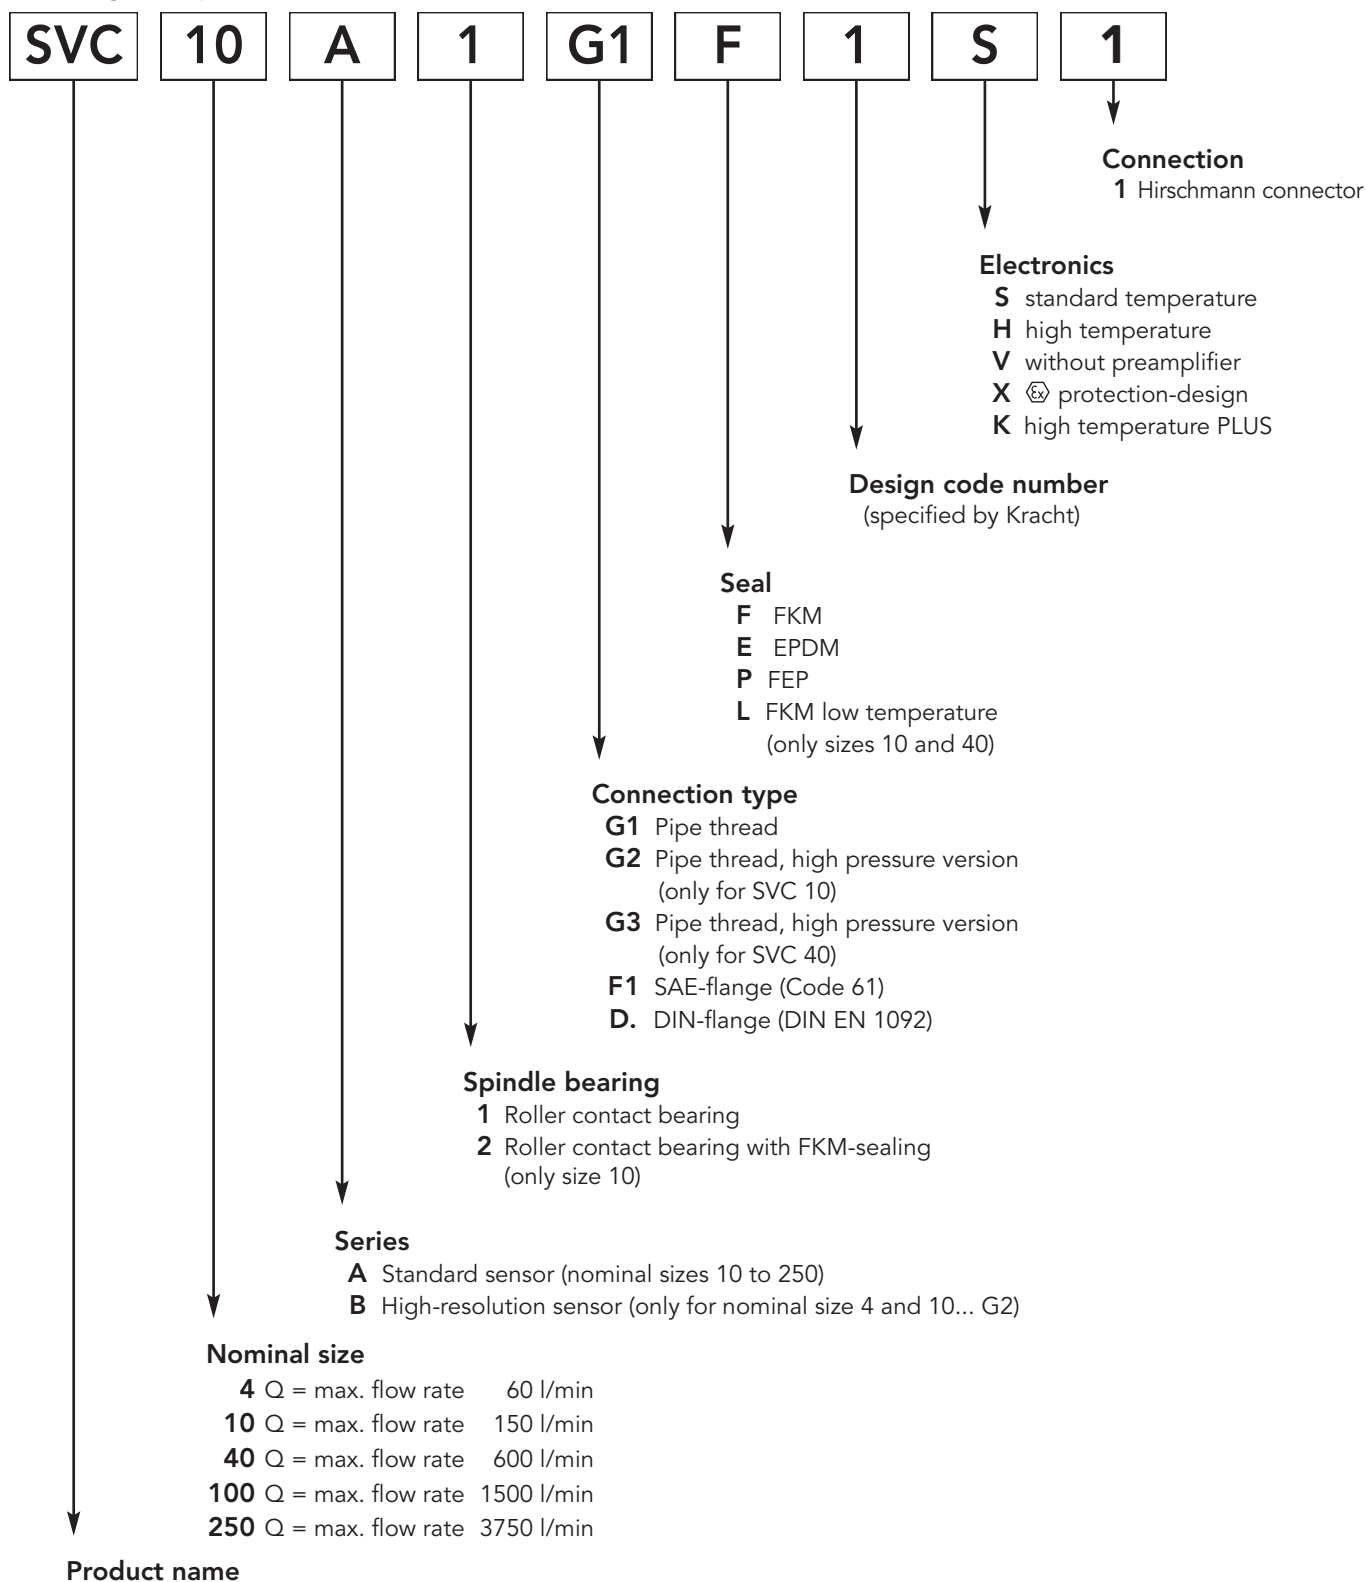 SVC 10 A 1 G1 F 1 S 1
Connection
1 Hirschmann connector
Electronics
S standard temperature
H high temperature
V without preamplifier
X Ex protection-design
K high temperature PLUS
Design code number
(specified by Kracht)
Seal
F FKM
E EPDM
P FEP
L FKM low temperature
(only sizes 10 and 40)
Connection type
G1 Pipe thread
G2 Pipe thread, high pressure version
(only for SVC 10)
G3 Pipe thread, high pressure version
(only for SVC 40)
F1 SAE-flange (Code 61)
D. DIN-flange (DIN EN 1092)
Spindle bearing
1 Roller contact bearing
2 Roller contact bearing with FKM-sealing
(only size 10)
Series
A Standard sensor (nominal sizes 10 to 250)
B High-resolution sensor (only for nominal size 4 and 10... G2)
Nominal size
4 Q = max. flow rate 60 l/min
10 Q = max. flow rate 150 l/min
40 Q = max. flow rate 600 l/min
100 Q = max. flow rate 1500 l/min
250 Q = max. flow rate 3750 l/min
Product name